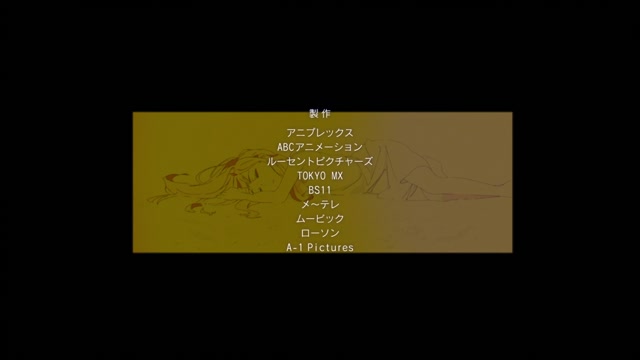 製作
アニプレックス
ABCアニメーション
ルーセントピクチャーズ
TOKYO MX
BS11
メ〜テレ
ムービック
ローソン
A-1 Pictures